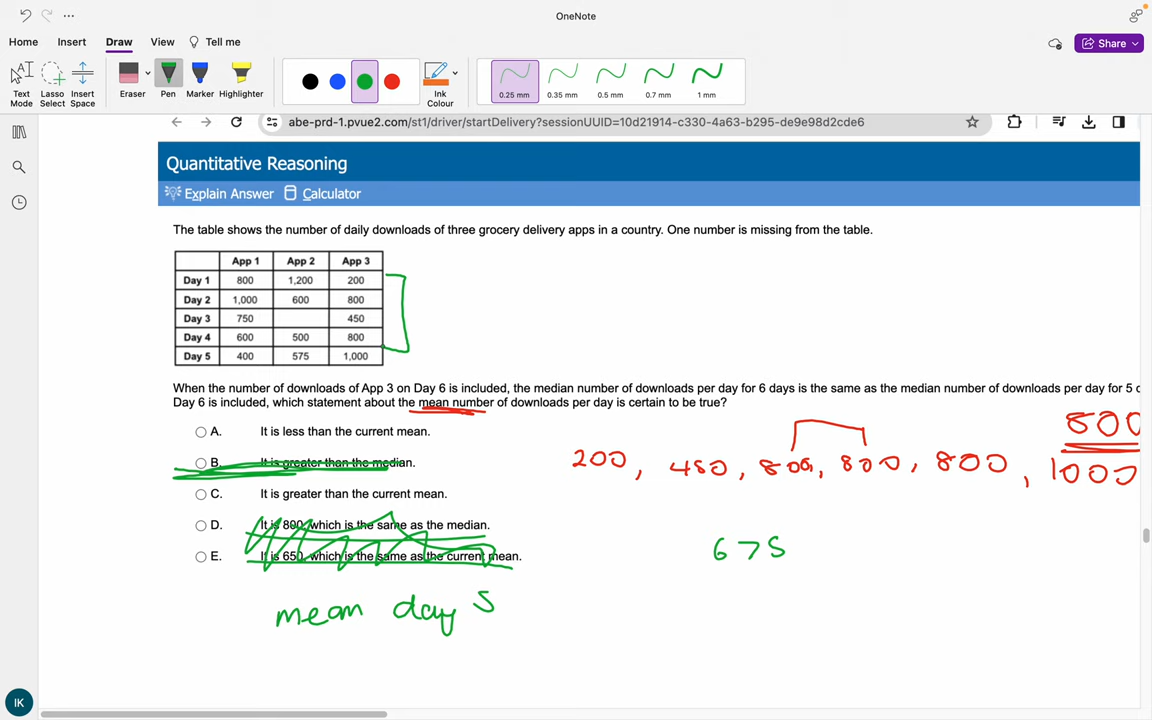 OneNote
Home Insert Draw View Tell me Share
Text Mode Lasso Select Insert Space Eraser Pen Marker Highlighter Ink Colour 0.25 mm 0.35 mm 0.5 mm 0.7 mm 1 mm
abe-prd-1.pvue2.com/st1/driver/startDelivery?sessionUUID=10d21914-c330-4a63-b295-de9e98d2cde6
Quantitative Reasoning
Explain Answer Calculator
The table shows the number of daily downloads of three grocery delivery apps in a country. One number is missing from the table.
App 1 App 2 App 3
Day 1 800 1,200 200
Day 2 1,000 600 800
Day 3 750 450
Day 4 600 500 800
Day 5 400 575 1,000
When the number of downloads of App 3 on Day 6 is included, the median number of downloads per day for 6 days is the same as the median number of downloads per day for 5
Day 6 is included, which statement about the mean number of downloads per day is certain to be true?
800
A. It is less than the current mean.
B. It is greater than the median.
200, 450, 800, 800, 800, 1000
C. It is greater than the current mean.
D. It is 800, which is the same as the median.
E. It is 650, which is the same as the current mean.
675
mean day 5
IK